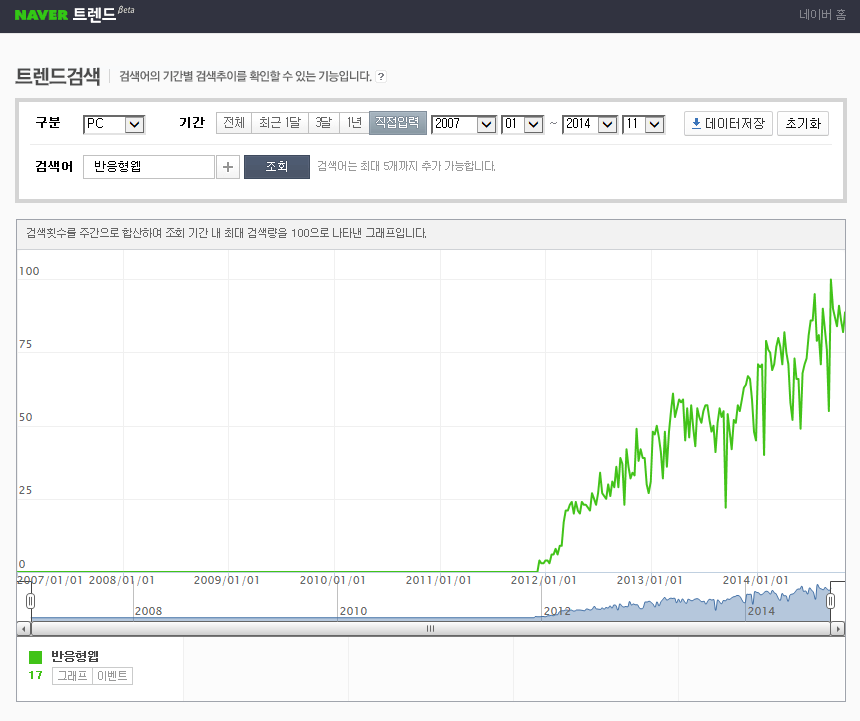 NAVER 트렌드 Beta
네이버 홈
트렌드검색 검색어의 기간별 검색추이를 확인할 수 있는 기능입니다. ?
구분 PC 기간 전체 최근 1달 3달 1년 직접입력 2007 01 ~ 2014 11 데이터저장 초기화
검색어 반응형웹 + 조회 검색어는 최대 5개까지 추가 가능합니다.
검색횟수를 주간으로 합산하여 조회 기간 내 최대 검색량을 100으로 나타낸 그래프입니다.
100
75
50
25
0
2007/01/01 2008/01/01 2009/01/01 2010/01/01 2011/01/01 2012/01/01 2013/01/01 2014/01/01
2008 2010 2012 2014
반응형웹
17 그래프 이벤트